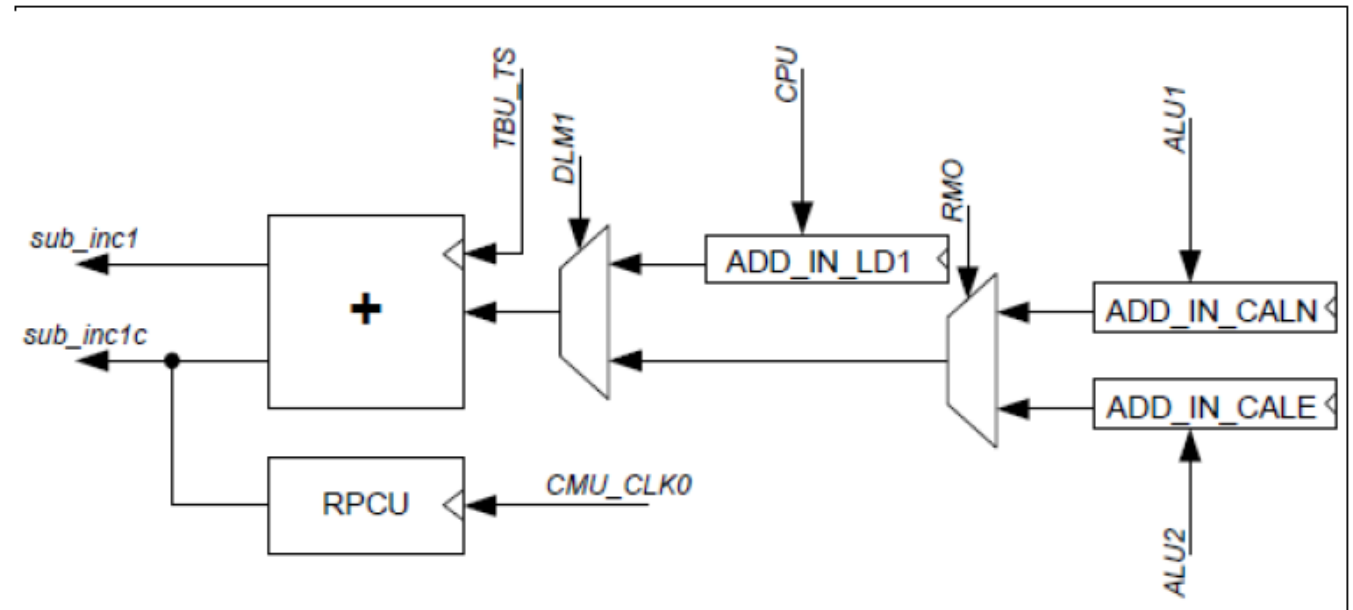 TBU_TS
CPU
DLM1
ALU1
RMO
sub_inc1
ADD_IN_LD1
+
ADD_IN_CALN
sub_inc1c
ADD_IN_CALE
RPCU
CMU_CLK0
ALU2